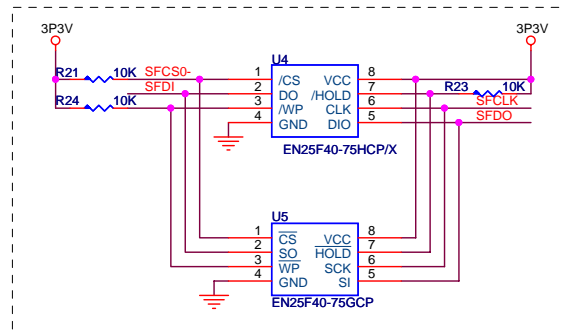 3P3V 3P3V
U4
R21 10K SFCS0- 1 /CS VCC 8 R23 10K
SFDI 2 DO /HOLD 7
R24 10K 3 /WP CLK 6 SFCLK
4 GND DIO 5 SFDO
EN25F40-75HCP/X
U5
1 CS VCC 8
2 SO HOLD 7
3 WP SCK 6
4 GND SI 5
EN25F40-75GCP